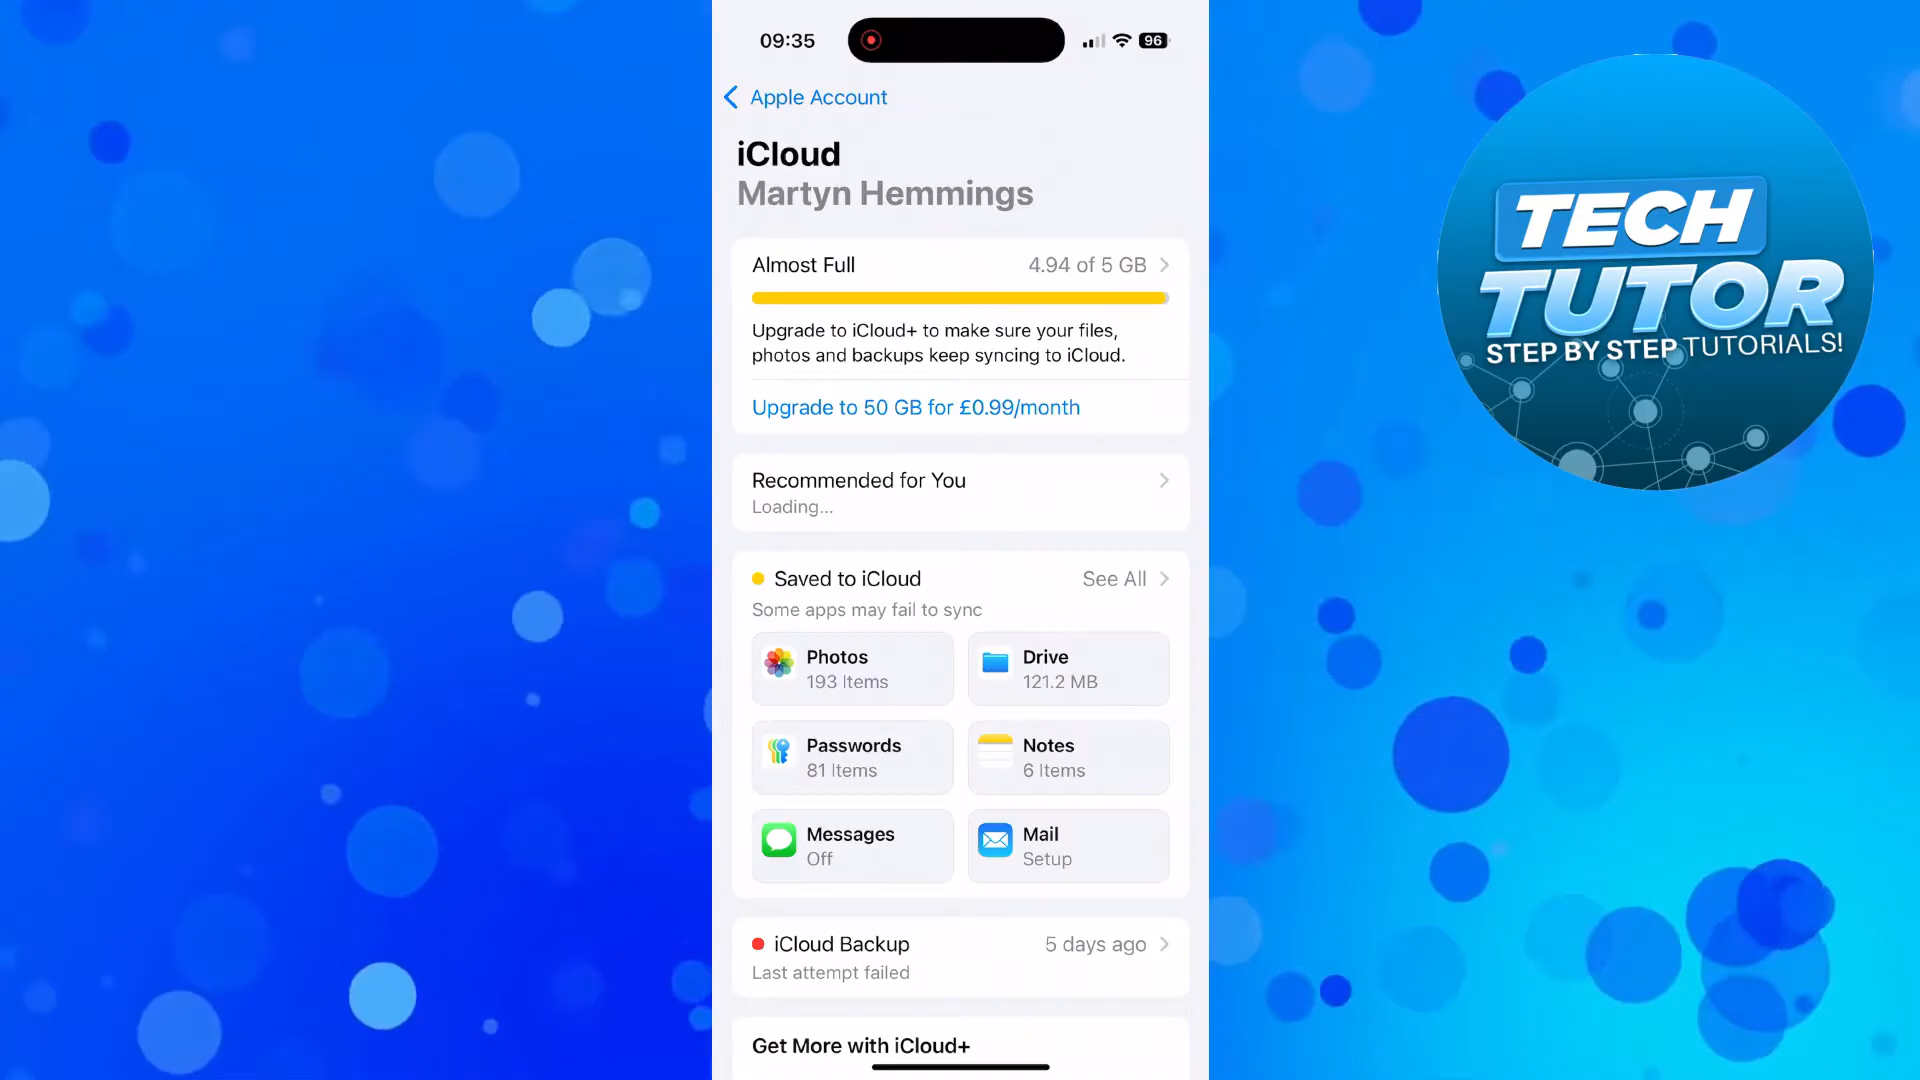 09:35
96
Apple Account
iCloud
Martyn Hemmings
Almost Full
4.94 of 5 GB
Upgrade to iCloud+ to make sure your files,
photos and backups keep syncing to iCloud.
Upgrade to 50 GB for £0.99/month
Recommended for You
Loading...
Saved to iCloud
See All
Some apps may fail to sync
Photos
193 Items
Drive
121.2 MB
Passwords
81 Items
Notes
6 Items
Messages
Off
Mail
Setup
iCloud Backup
5 days ago
Last attempt failed
Get More with iCloud+
TECH
TUTOR
STEP BY STEP TUTORIALS!